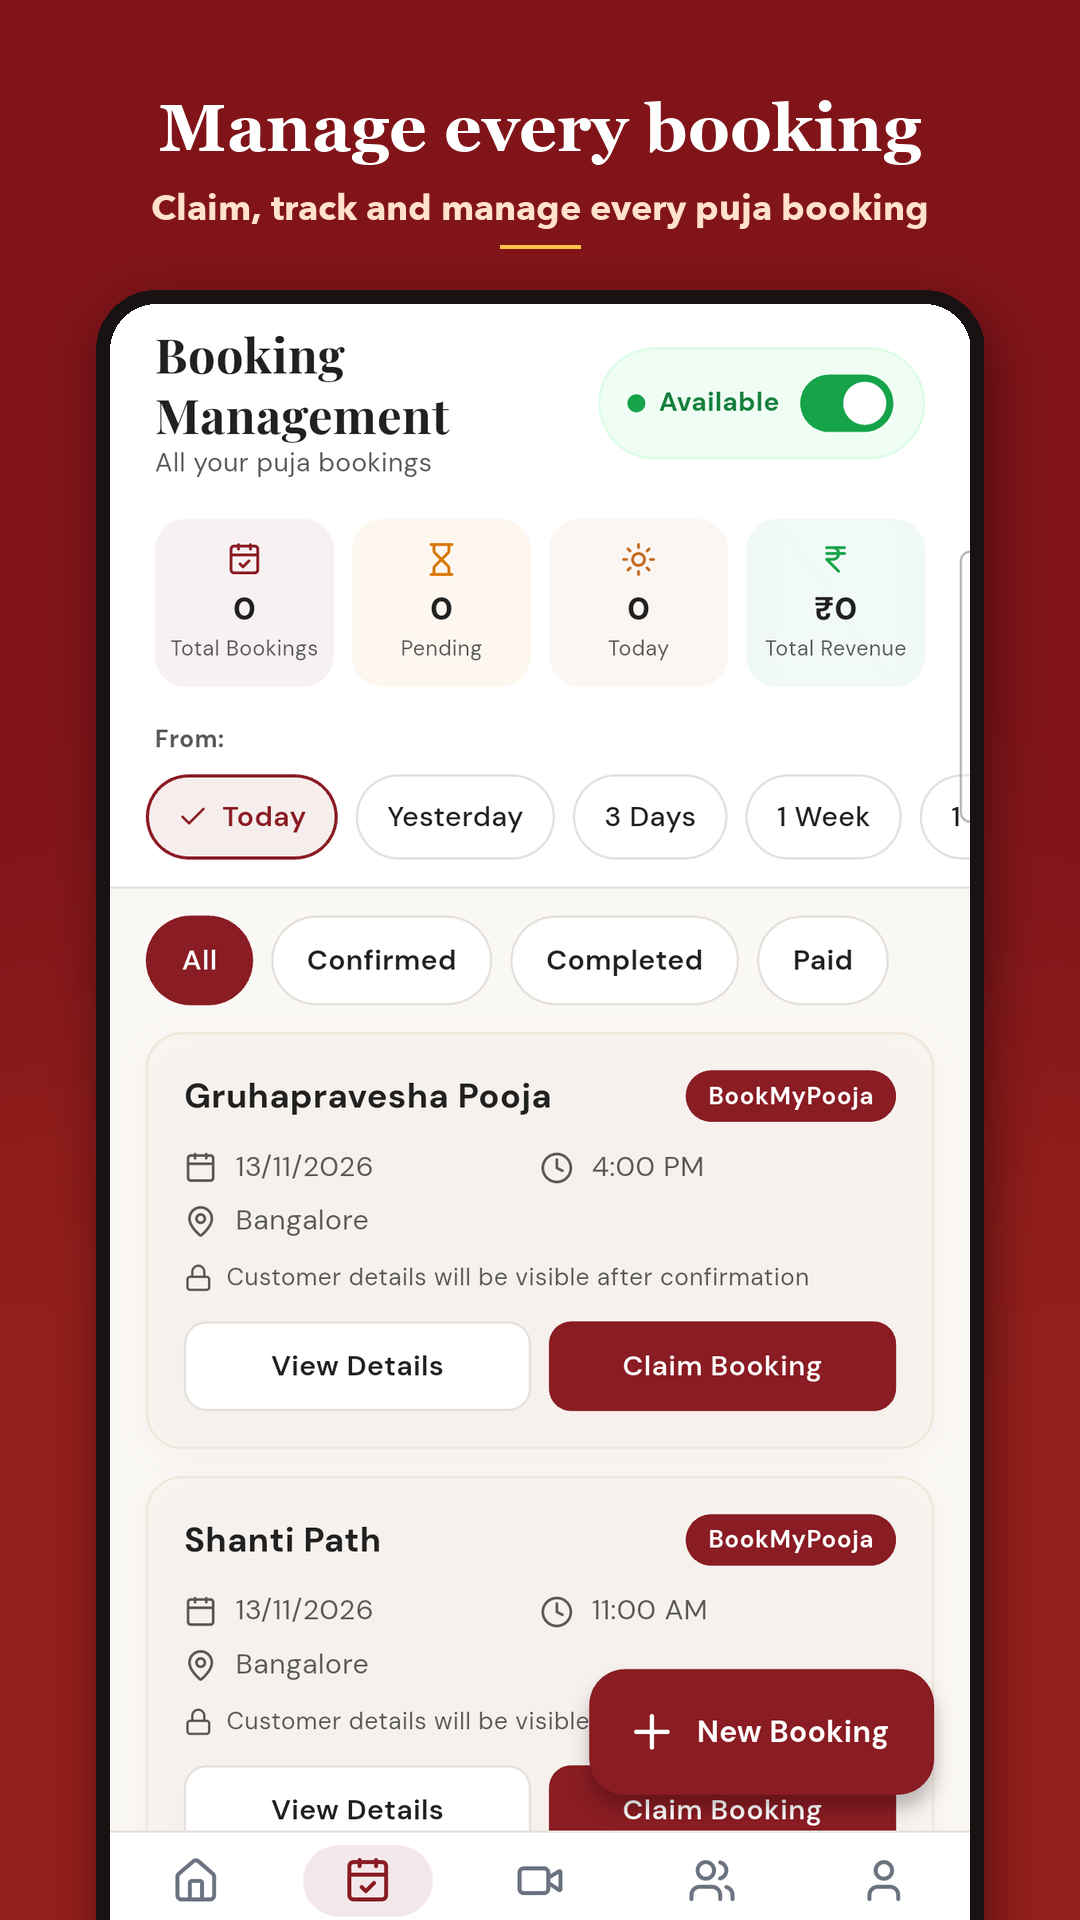 Manage every booking
Claim, track and manage every puja booking
Booking
Management
All your puja bookings
Available
0
Total Bookings
0
Pending
0
Today
₹0
Total Revenue
From:
Today
Yesterday
3 Days
1 Week
1
All
Confirmed
Completed
Paid
Gruhapravesha Pooja
BookMyPooja
13/11/2026
4:00 PM
Bangalore
Customer details will be visible after confirmation
View Details
Claim Booking
Shanti Path
BookMyPooja
13/11/2026
11:00 AM
Bangalore
Customer details will be visible
New Booking
View Details
Claim Booking